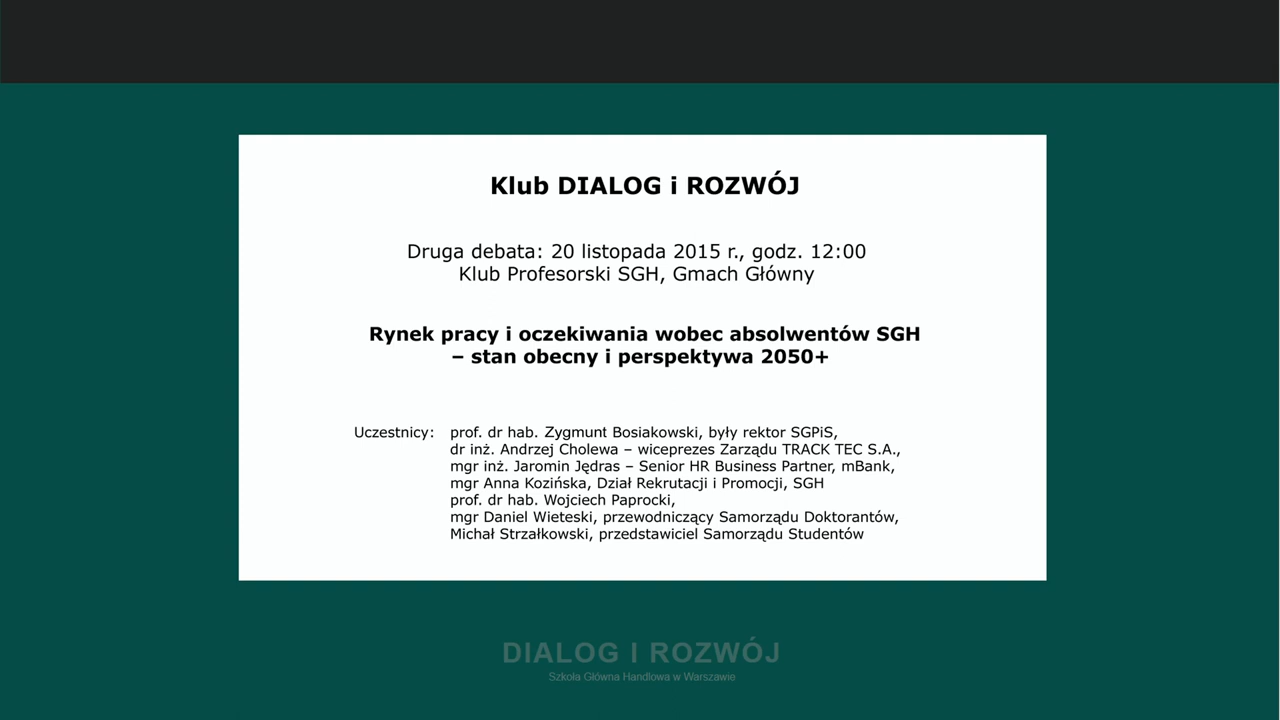 Klub DIALOG i ROZWÓJ
Druga debata: 20 listopada 2015 r., godz. 12:00
Klub Profesorski SGH, Gmach Główny
Rynek pracy i oczekiwania wobec absolwentów SGH
– stan obecny i perspektywa 2050+
Uczestnicy: prof. dr hab. Zygmunt Bosiakowski, były rektor SGPiS,
dr inż. Andrzej Cholewa – wiceprezes Zarządu TRACK TEC S.A.,
mgr inż. Jaromin Jędras – Senior HR Business Partner, mBank,
mgr Anna Kozińska, Dział Rekrutacji i Promocji, SGH
prof. dr hab. Wojciech Paprocki,
mgr Daniel Wieteski, przewodniczący Samorządu Doktorantów,
Michał Strzałkowski, przedstawiciel Samorządu Studentów
DIALOG I ROZWÓJ
Szkoła Główna Handlowa w Warszawie